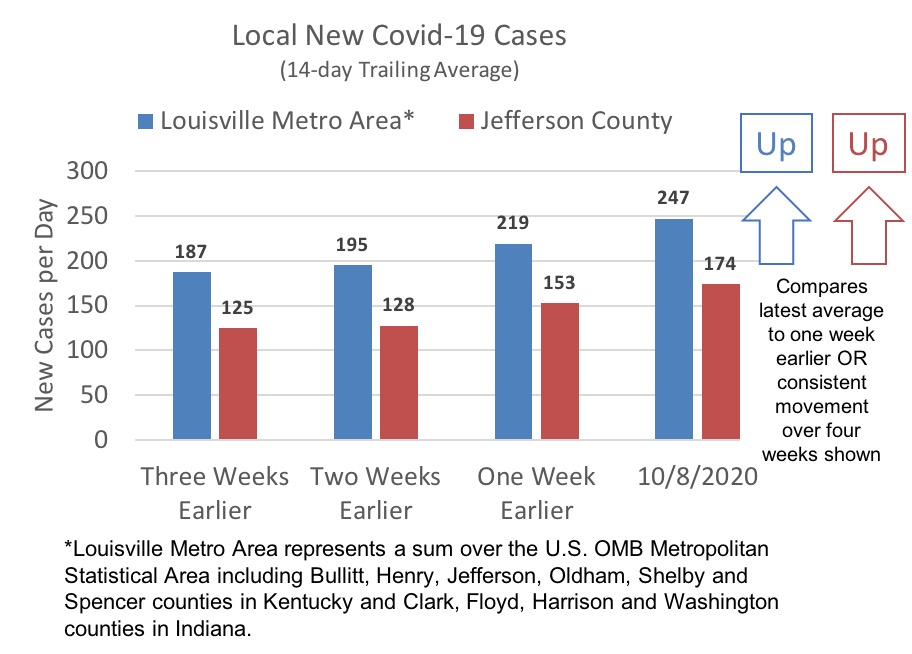 Local New Covid-19 Cases
(14-day Trailing Average)
Louisville Metro Area* Jefferson County
Up Up
New Cases per Day
300
250
200
150
100
50
0
187 125 195 128 219 153 247 174
Three Weeks Earlier
Two Weeks Earlier
One Week Earlier
10/8/2020
Compares
latest average
to one week
earlier OR
consistent
movement
over four
weeks shown
*Louisville Metro Area represents a sum over the U.S. OMB Metropolitan
Statistical Area including Bullitt, Henry, Jefferson, Oldham, Shelby and
Spencer counties in Kentucky and Clark, Floyd, Harrison and Washington
counties in Indiana.